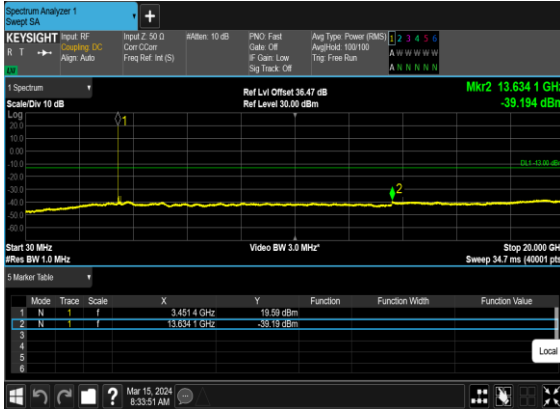 Spectrum Analyzer 1
Swept SA
+
KEYSIGHT
R T
Input: RF
Coupling: DC
Align: Auto
Input Z: 50 Ω
Corr CCorr
Freq Ref: Int (S)
#Atten: 10 dB
PNO: Fast
Gate: Off
IF Gain: Low
Sig Track: Off
Avg Type: Power (RMS)
Avg|Hold: 100/100
Trig: Free Run
1 2 3 4 5 6
A W W W W W
A N N N N N
1 Spectrum
Scale/Div 10 dB
Ref Lvl Offset 36.47 dB
Ref Level 30.00 dBm
Mkr2 13.634 1 GHz
-39.194 dBm
Log
20.0
10.0
0.00
-10.0
-20.0
-30.0
-40.0
-50.0
-60.0
1
2
DL1 -13.00 dB
Start 30 MHz
#Res BW 1.0 MHz
Video BW 3.0 MHz*
Stop 20.000 GH
Sweep 34.7 ms (40001 pts
5 Marker Table
Mode Trace Scale X Y Function Function Width Function Value
1 N 1 f 3.451 4 GHz 19.59 dBm
2 N 1 f 13.634 1 GHz -39.19 dBm
3
4
5
6
Local
?
Mar 15, 2024
8:33:51 AM